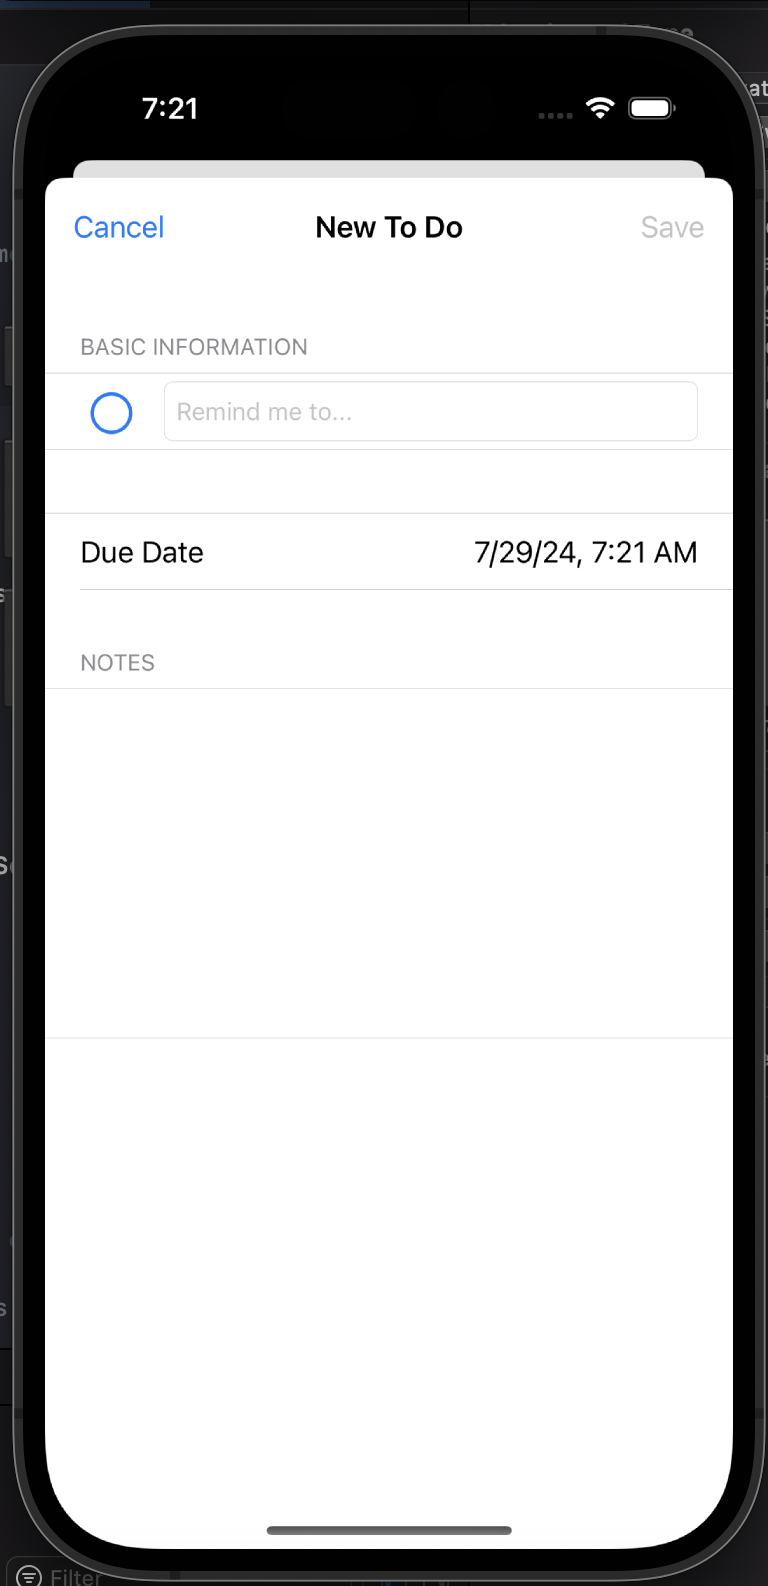 7:21
Cancel New To Do Save
BASIC INFORMATION
Remind me to...
Due Date 7/29/24, 7:21 AM
NOTES
Filter